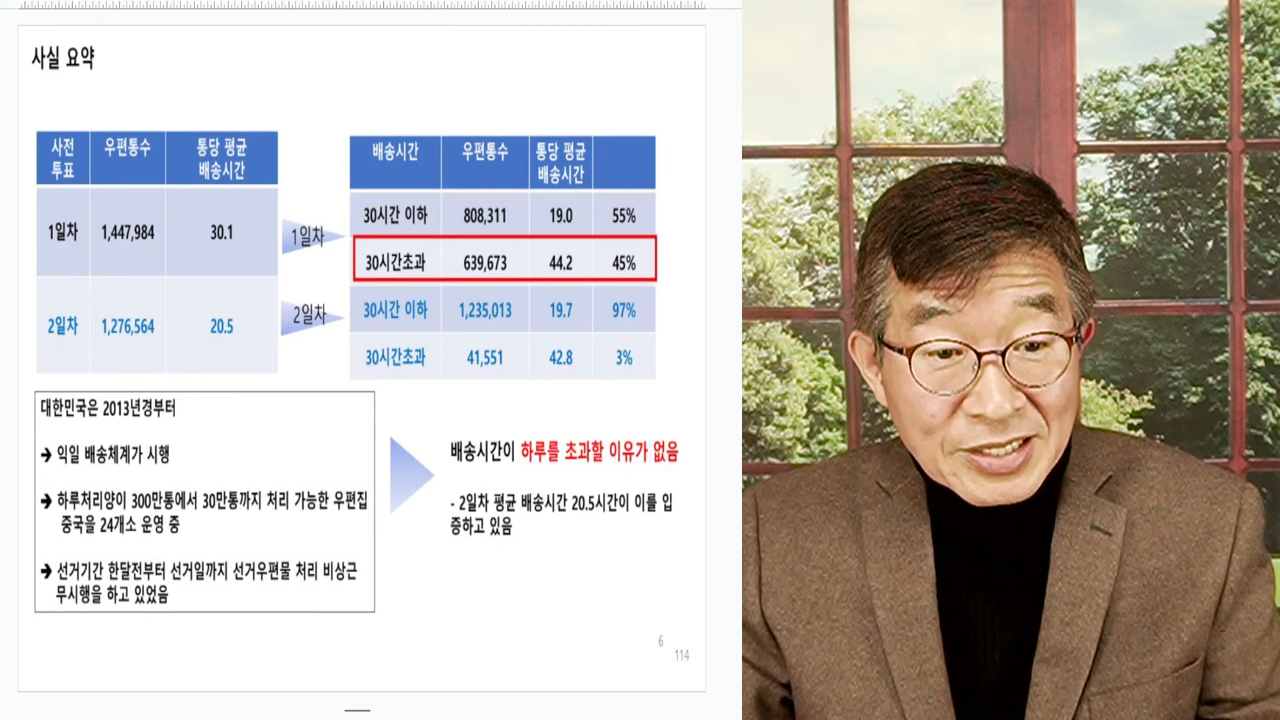 사실 요약
사전 투표 우편통수 통당 평균 배송시간
1일차 1,447,984 30.1
2일차 1,276,564 20.5
1일차
2일차
배송시간 우편통수 통당 평균 배송시간
30시간 이하 808,311 19.0 55%
30시간초과 639,673 44.2 45%
30시간 이하 1,235,013 19.7 97%
30시간초과 41,551 42.8 3%
대한민국은 2013년경부터
➔ 익일 배송체계가 시행
➔ 하루처리양이 300만통에서 30만통까지 처리 가능한 우편집
중국을 24개소 운영 중
➔ 선거기간 한달전부터 선거일까지 선거우편물 처리 비상근
무시행을 하고 있었음
배송시간이 하루를 초과할 이유가 없음
- 2일차 평균 배송시간 20.5시간이 이를 입
증하고 있음
6
114